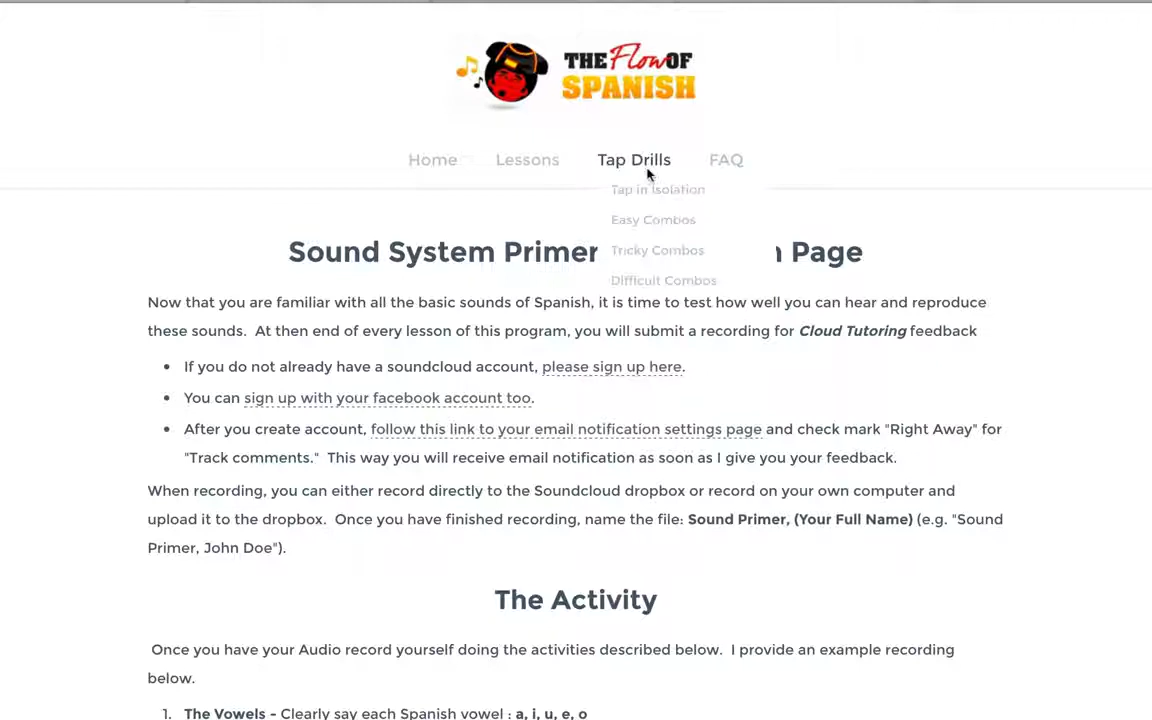 THE Flow OF
SPANISH
Home Lessons Tap Drills FAQ
Tap in Isolation
Easy Combos
Tricky Combos
Difficult Combos
Sound System Primer Page
Now that you are familiar with all the basic sounds of Spanish, it is time to test how well you can hear and reproduce
these sounds. At then end of every lesson of this program, you will submit a recording for Cloud Tutoring feedback
• If you do not already have a soundcloud account, please sign up here.
• You can sign up with your facebook account too.
• After you create account, follow this link to your email notification settings page and check mark "Right Away" for
"Track comments." This way you will receive email notification as soon as I give you your feedback.
When recording, you can either record directly to the Soundcloud dropbox or record on your own computer and
upload it to the dropbox. Once you have finished recording, name the file: Sound Primer, (Your Full Name) (e.g. "Sound
Primer, John Doe").
The Activity
Once you have your Audio record yourself doing the activities described below. I provide an example recording
below.
1. The Vowels - Clearly say each Spanish vowel : a, i, u, e, o